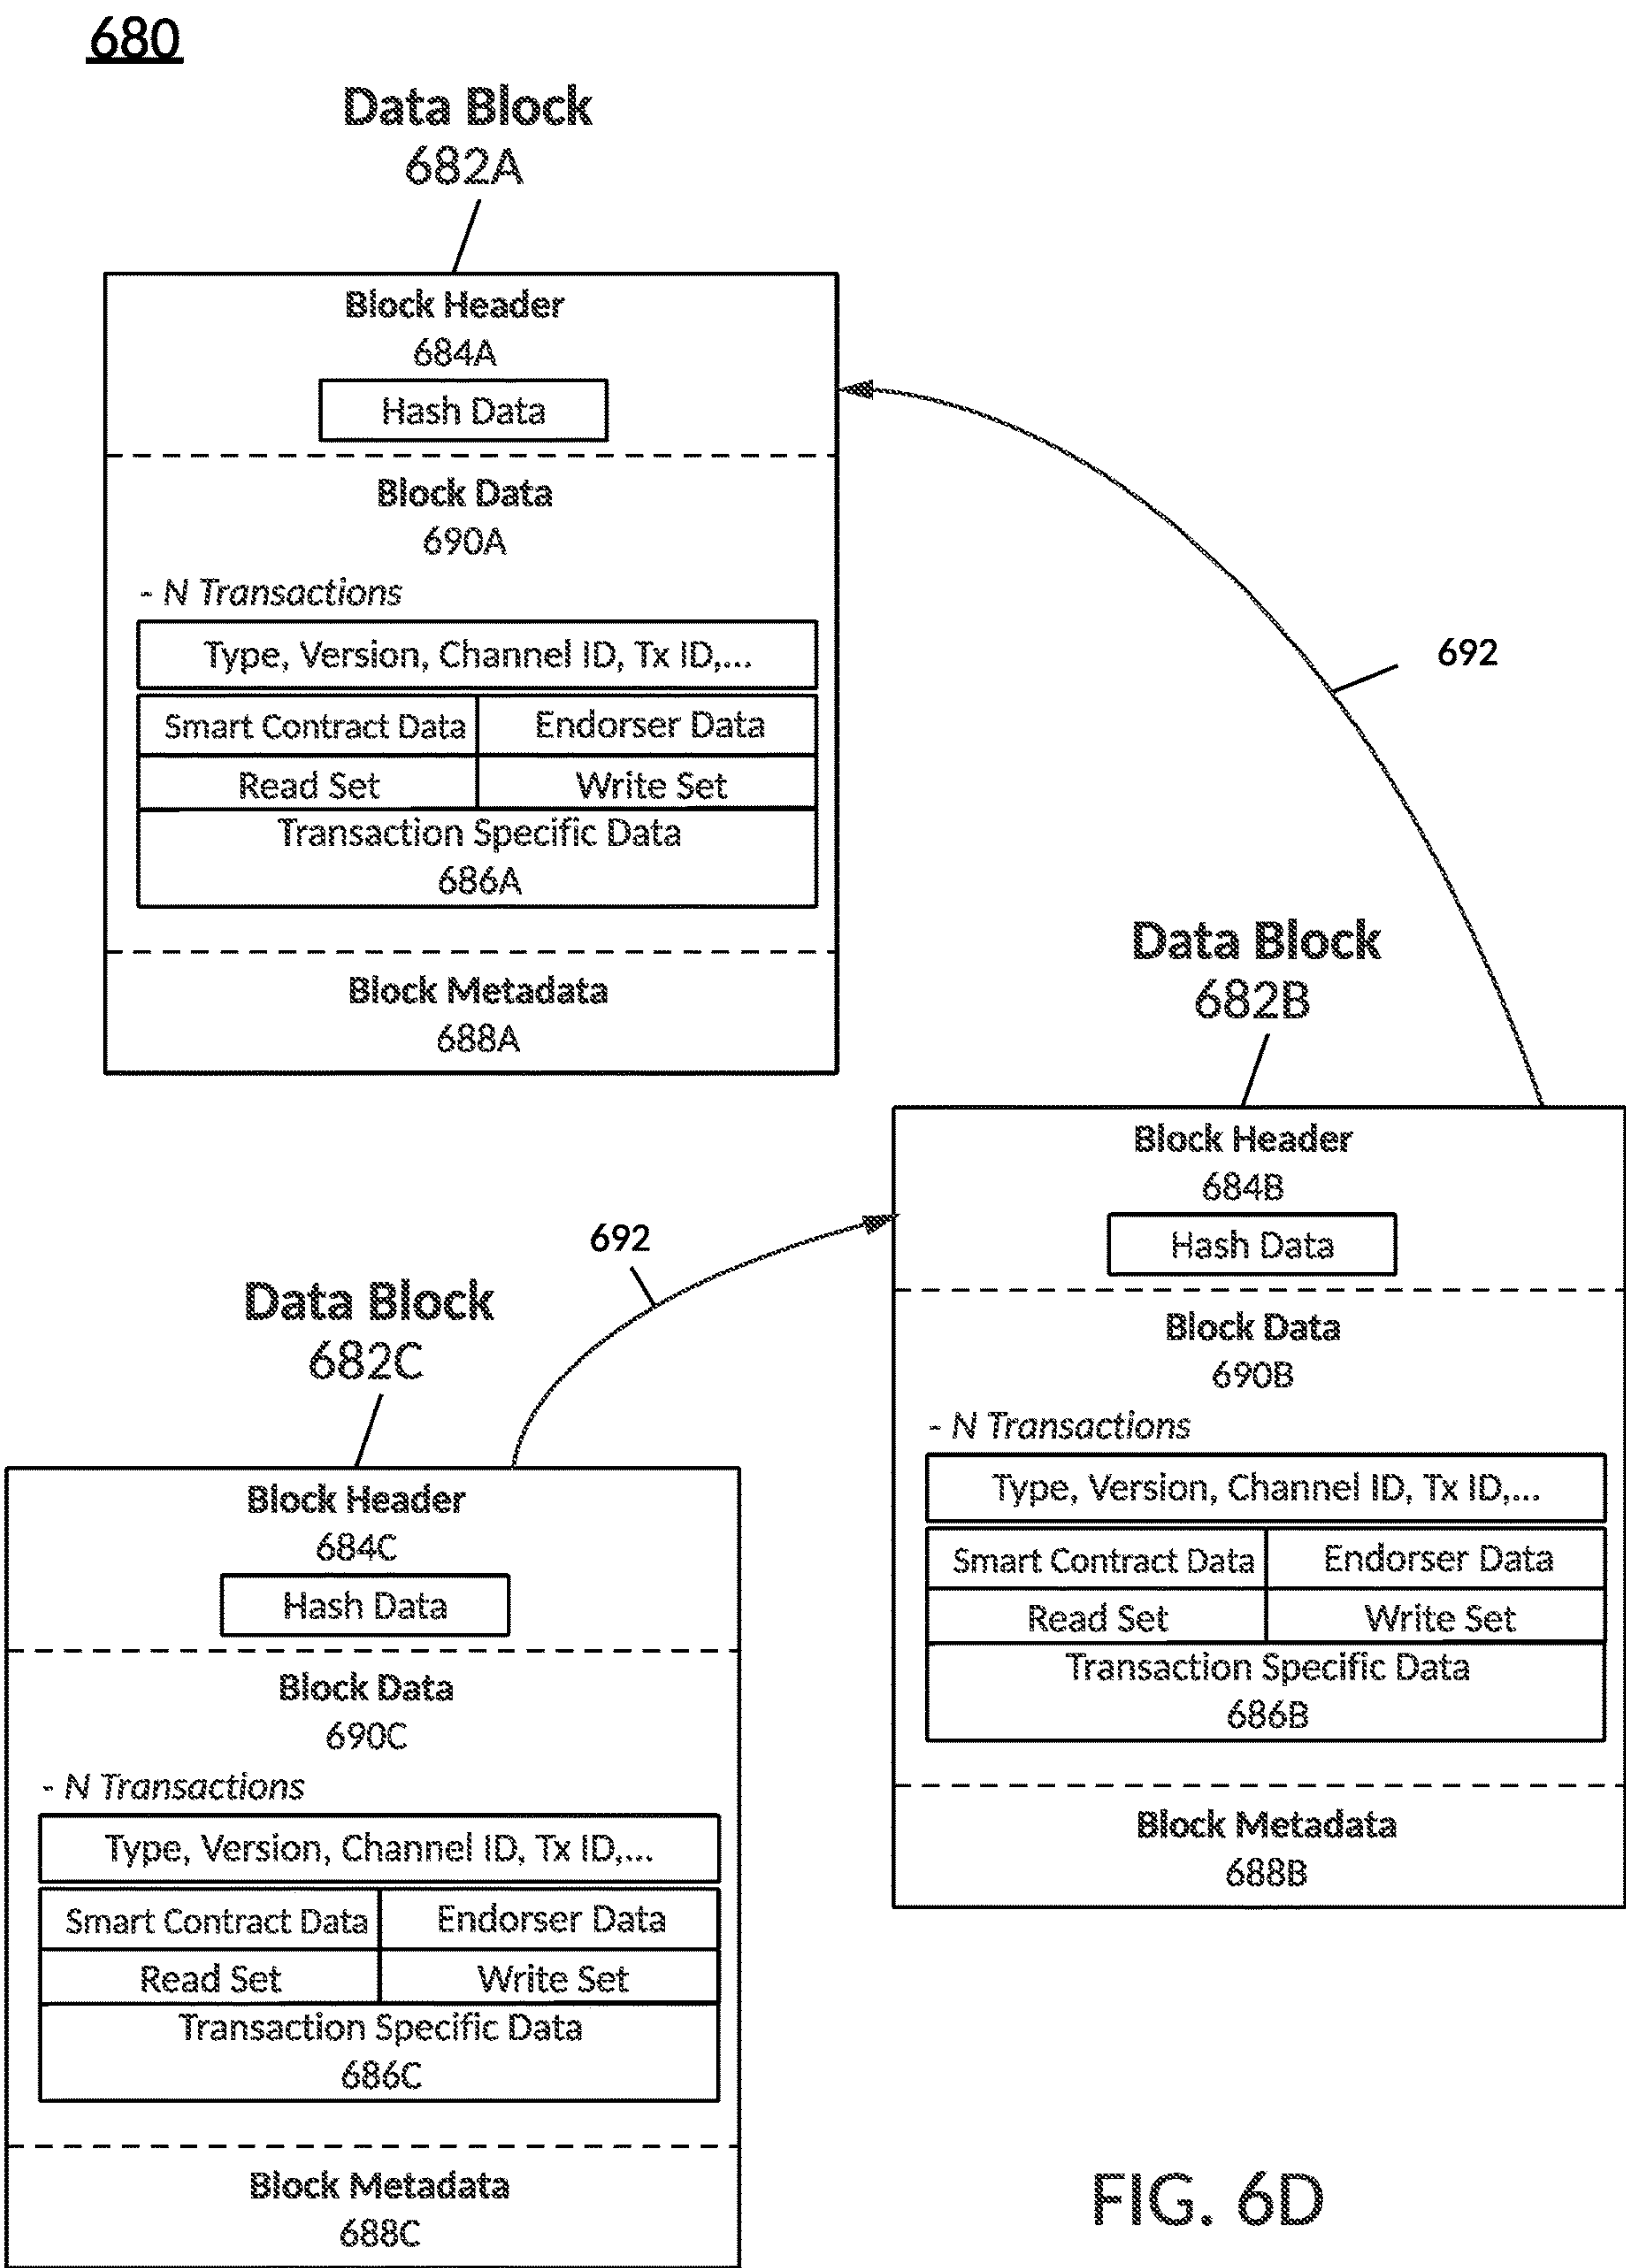 680
Data Block
682A
Block Header
684A
Hash Data
Block Data
690A
- N Transactions
Type, Version, Channel ID, Tx ID,...
Smart Contract Data
Endorser Data
Read Set
Write Set
Transaction Specific Data
686A
Block Metadata
688A
692
Data Block
682B
Block Header
684B
Hash Data
Block Data
690B
- N Transactions
Type, Version, Channel ID, Tx ID,...
Smart Contract Data
Endorser Data
Read Set
Write Set
Transaction Specific Data
686B
Block Metadata
688B
692
Data Block
682C
Block Header
684C
Hash Data
Block Data
690C
- N Transactions
Type, Version, Channel ID, Tx ID,...
Smart Contract Data
Endorser Data
Read Set
Write Set
Transaction Specific Data
686C
Block Metadata
688C
FIG. 6D